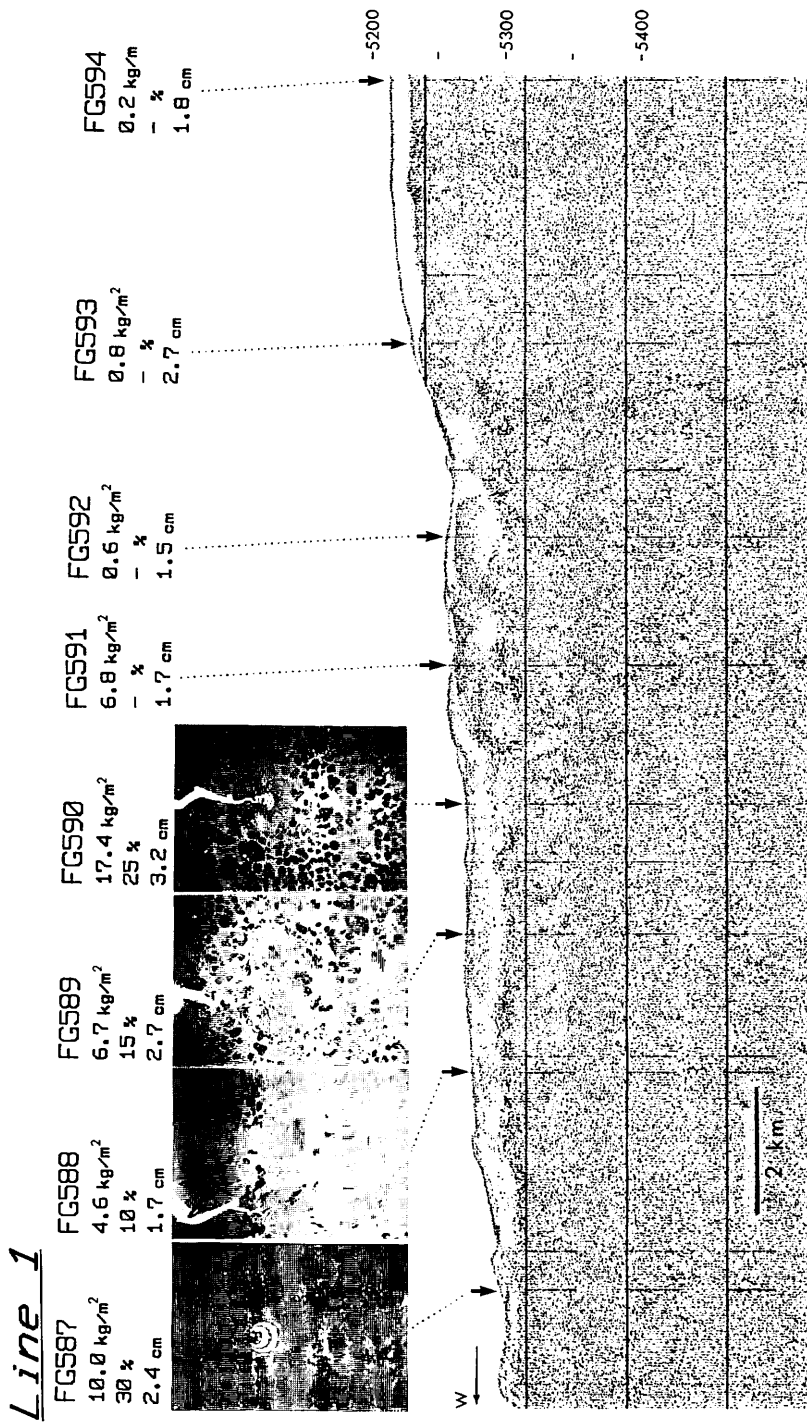 Line 1
FG587
10.0 kg/m²
30 %
2.4 cm
FG588
4.6 kg/m²
10 %
1.7 cm
FG589
6.7 kg/m²
15 %
2.7 cm
FG590
17.4 kg/m²
25 %
3.2 cm
FG591
6.8 kg/m²
- %
1.7 cm
FG592
0.6 kg/m²
- %
1.5 cm
FG593
0.8 kg/m²
- %
2.7 cm
FG594
0.2 kg/m
- %
1.8 cm
-5200
-
-5300
-
-5400
W
2 km